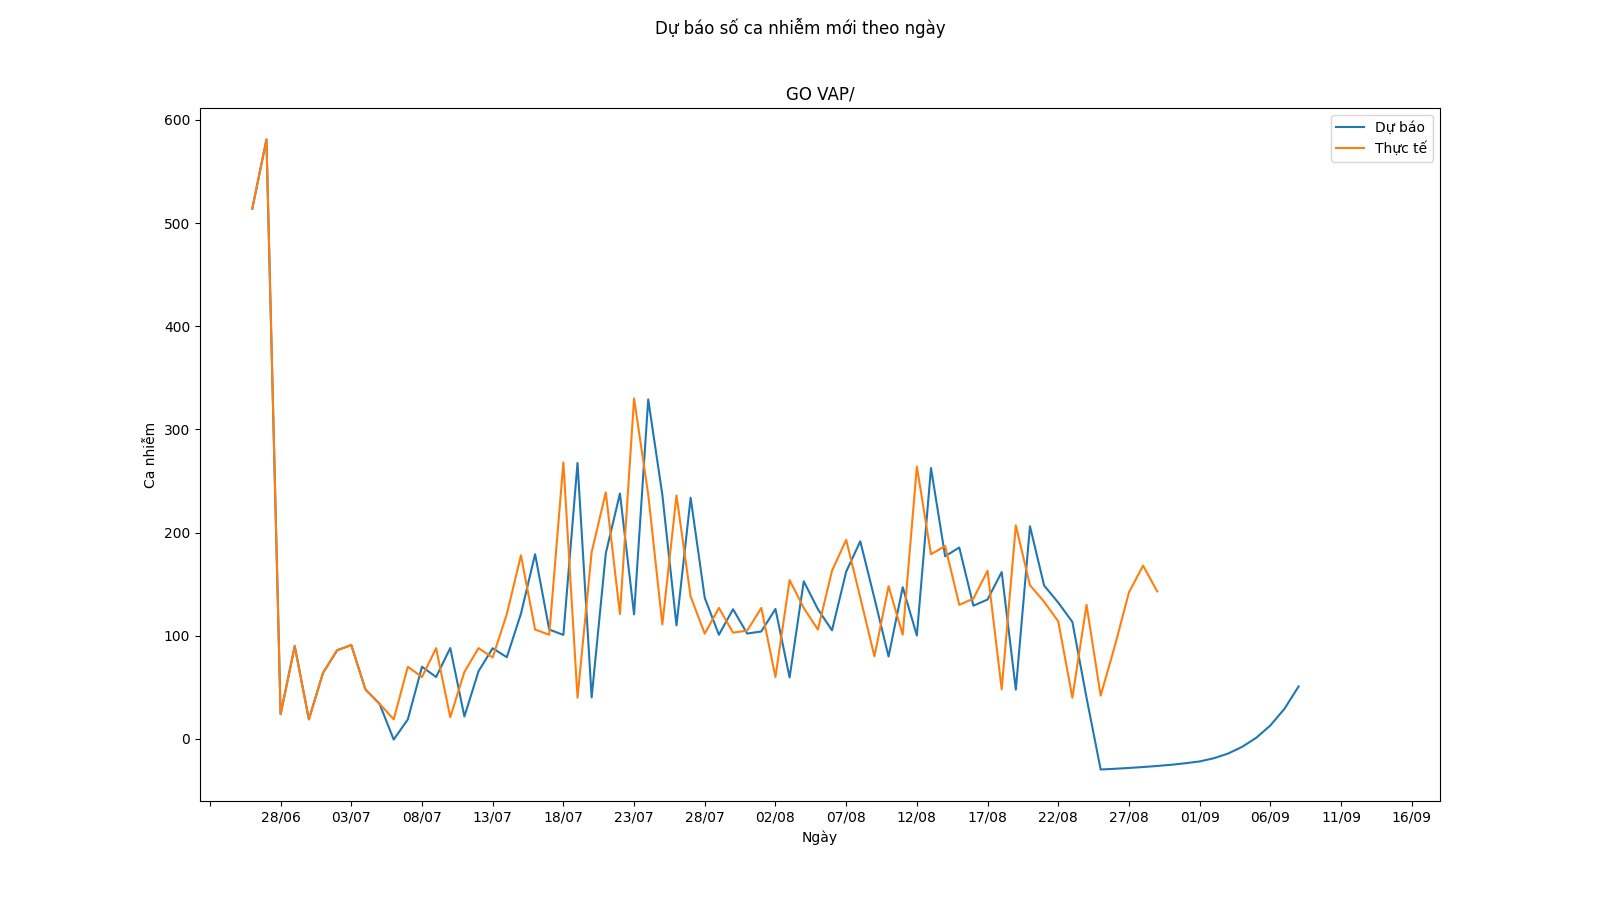 Dự báo số ca nhiễm mới theo ngày
GO VAP/
Dự báo
Thực tế
600
500
400
300
200
100
0
Ca nhiễm
28/06 03/07 08/07 13/07 18/07 23/07 28/07 02/08 07/08 12/08 17/08 22/08 27/08 01/09 06/09 11/09 16/09
Ngày